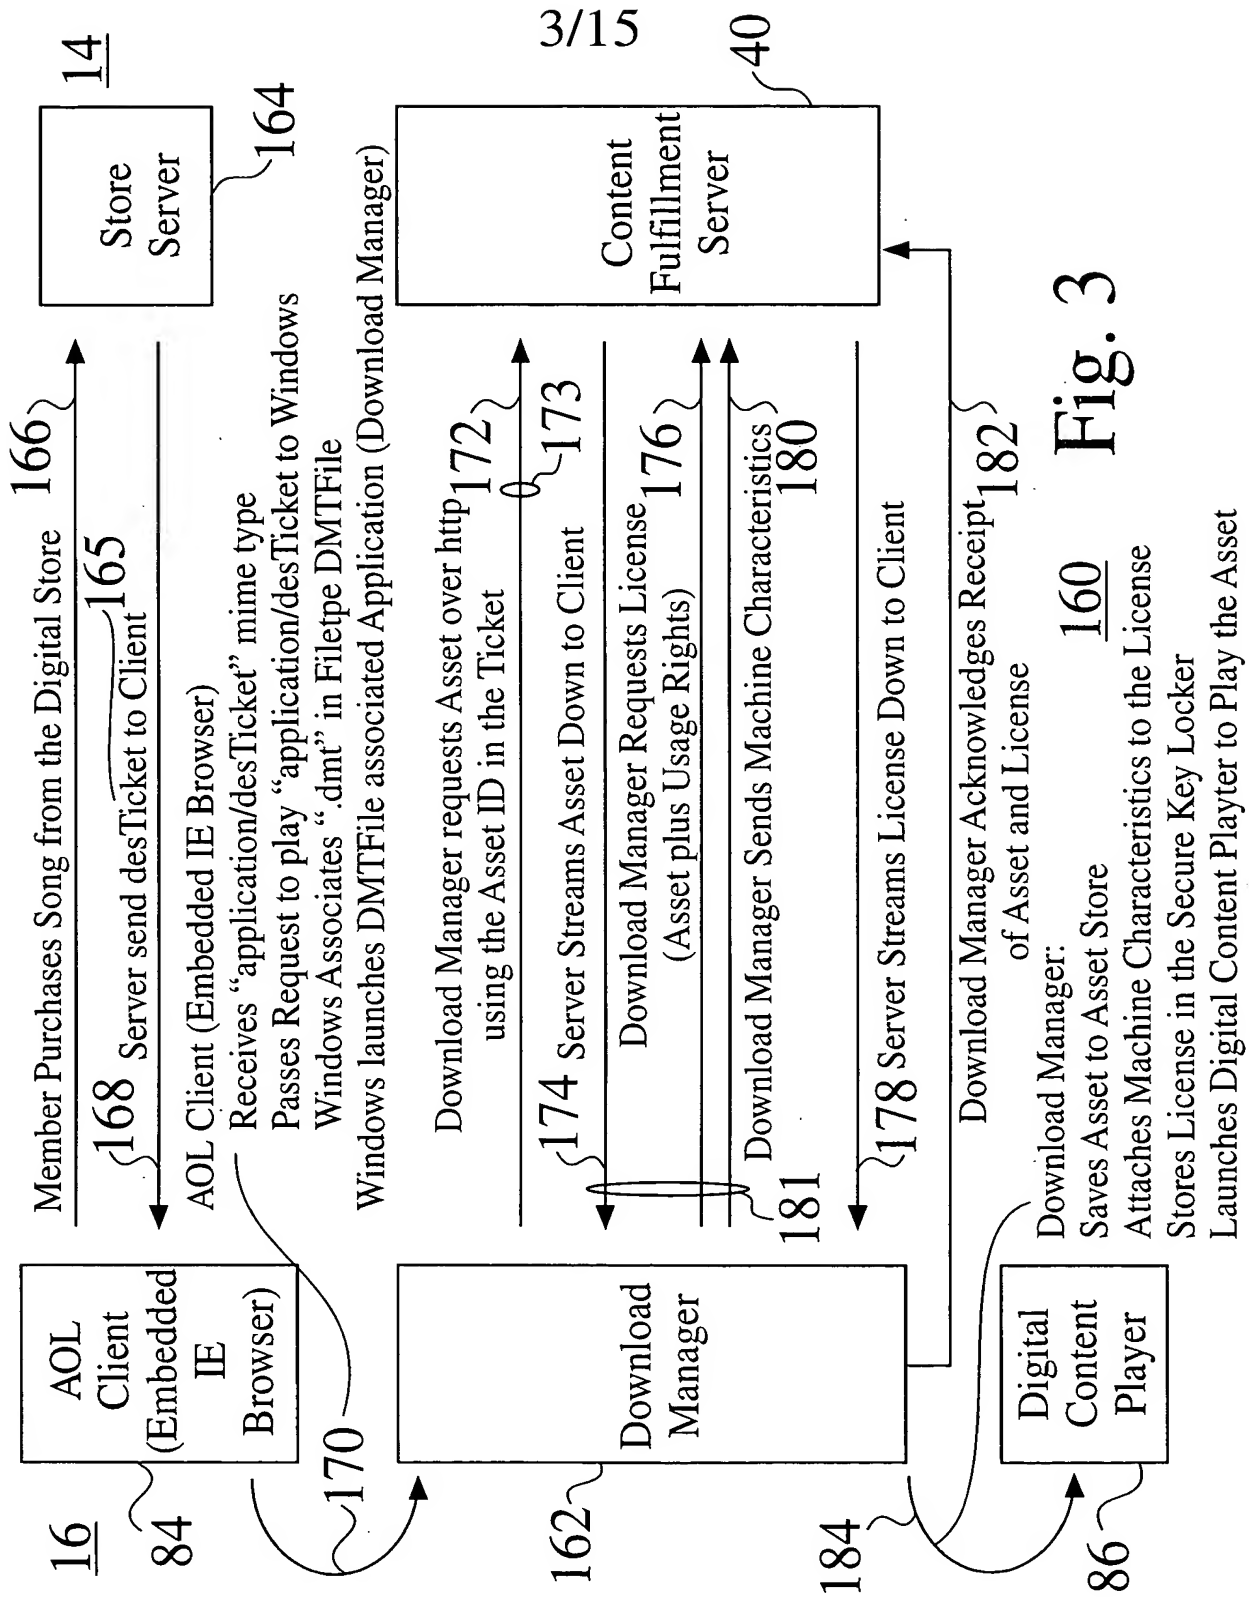 3/15
16
14
AOL
Client
(Embedded
IE
Browser)
84
Member Purchases Song from the Digital Store
166
168
Server send desTicket to Client
165
Store
Server
164
AOL Client (Embedded IE Browser)
Receives “application/desTicket” mime type
Passes Request to play “application/desTicket to Windows
Windows Associates “.dmt” in Filetpe DMTFile
Windows launches DMTFile associated Application (Download Manager)
170
Download
Manager
162
Download Manager requests Asset over http
using the Asset ID in the Ticket
172
173
174
Server Streams Asset Down to Client
Download Manager Requests License
(Asset plus Usage Rights)
176
Download Manager Sends Machine Characteristics
180
181
178
Server Streams License Down to Client
Content
Fulfillment
Server
40
Download Manager Acknowledges Receipt
of Asset and License
182
184
Download Manager:
Saves Asset to Asset Store
Attaches Machine Characteristics to the License
Stores License in the Secure Key Locker
Launches Digital Content Playter to Play the Asset
Digital
Content
Player
86
160
Fig. 3